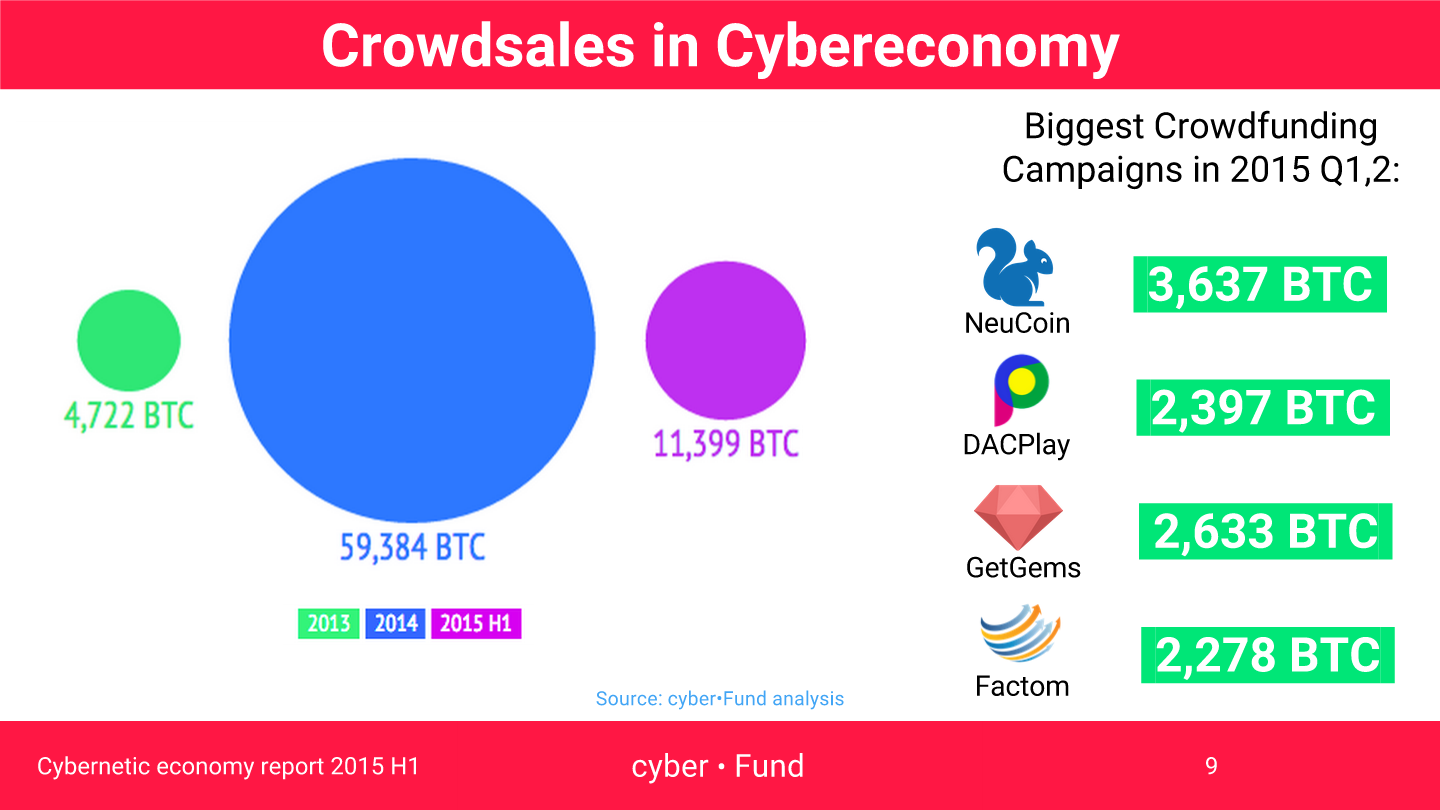 Crowdsales in Cybereconomy
4,722 BTC
59,384 BTC
11,399 BTC
2013 2014 2015 H1
Biggest Crowdfunding
Campaigns in 2015 Q1,2:
NeuCoin
3,637 BTC
DACPlay
2,397 BTC
GetGems
2,633 BTC
Factom
2,278 BTC
Source: cyber•Fund analysis
Cybernetic economy report 2015 H1
cyber • Fund
9